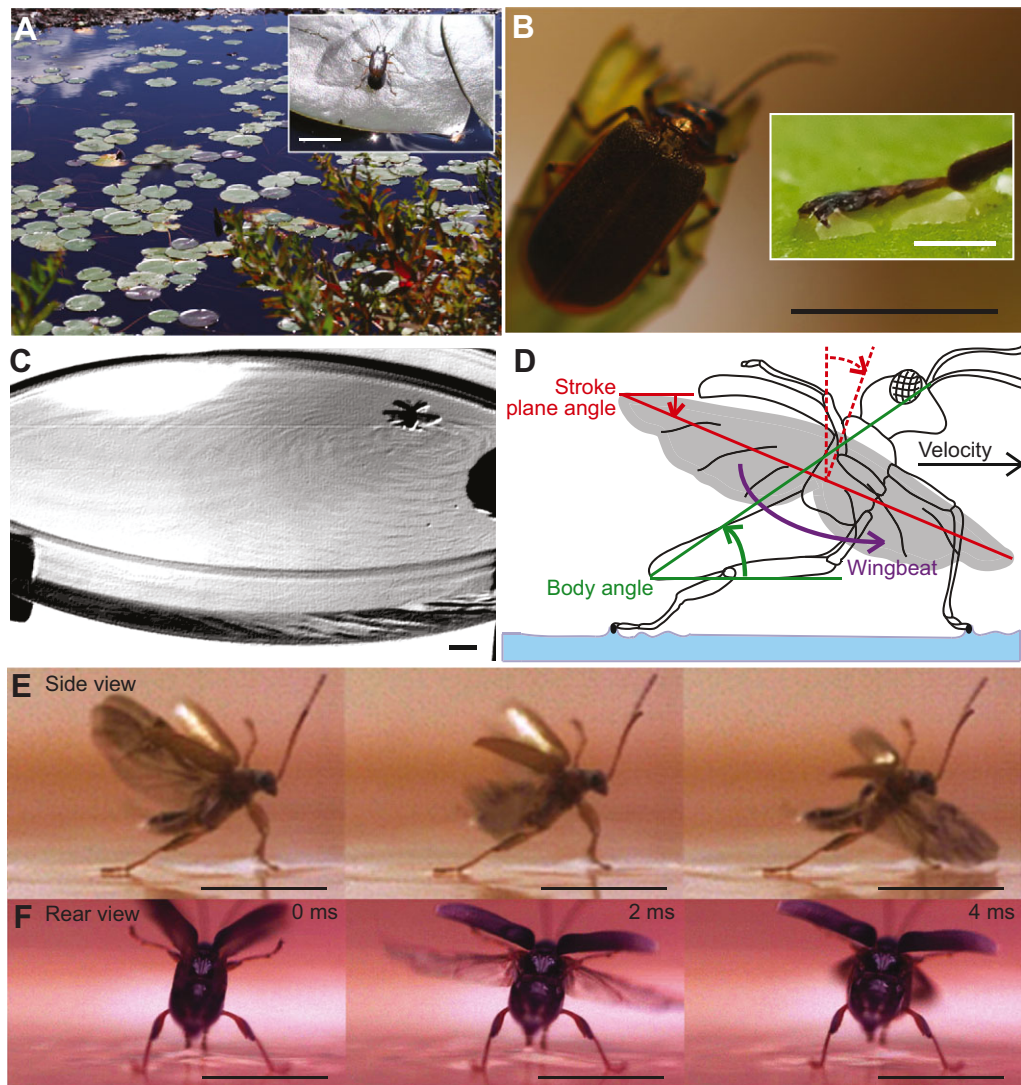 A
B
C
D
Stroke
plane angle
Velocity
Wingbeat
Body angle
E Side view
F Rear view
0 ms
2 ms
4 ms